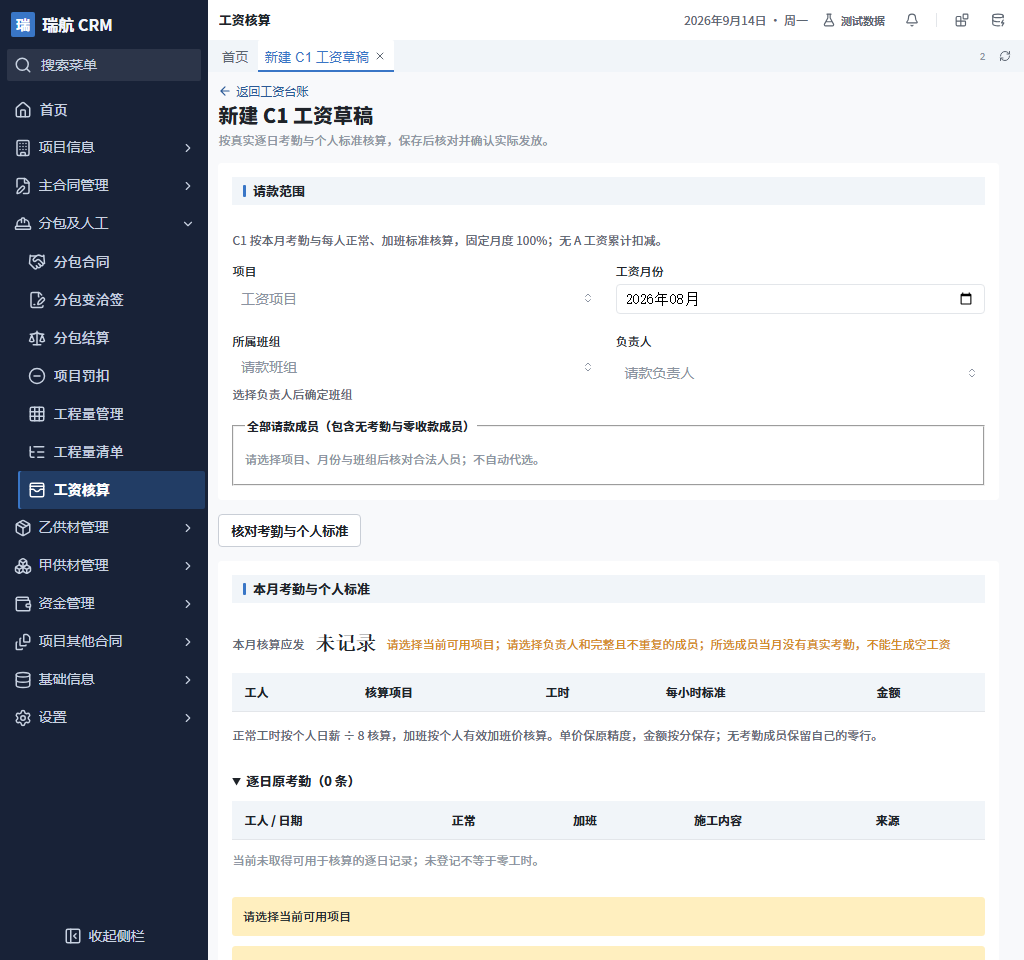 瑞 瑞航 CRM
搜索菜单
首页
项目信息
主合同管理
分包及人工
分包合同
分包变洽签
分包结算
项目罚扣
工程量管理
工程量清单
工资核算
乙供材管理
甲供材管理
资金管理
项目其他合同
基础信息
设置
收起侧栏
工资核算
2026年9月14日 · 周一 测试数据
首页 新建 C1 工资草稿 × 2
← 返回工资台账
新建 C1 工资草稿
按真实逐日考勤与个人标准核算，保存后核对并确认实际发放。
请款范围
C1 按本月考勤与每人正常、加班标准核算，固定月度 100%；无 A 工资累计扣减。
项目 工资月份
工资项目 2026年08月
所属班组 负责人
请款班组 请款负责人
选择负责人后确定班组
全部请款成员（包含无考勤与零收款成员）
请选择项目、月份与班组后核对合法人员；不自动代选。
核对考勤与个人标准
本月考勤与个人标准
本月核算应发 未记录 请选择当前可用项目；请选择负责人和完整且不重复的成员；所选成员当月没有真实考勤，不能生成空工资
工人 核算项目 工时 每小时标准 金额
正常工时按个人日薪 ÷ 8 核算，加班按个人有效加班价核算。单价保原精度，金额按分保存；无考勤成员保留自己的零行。
▼ 逐日原考勤（0 条）
工人 / 日期 正常 加班 施工内容 来源
当前未取得可用于核算的逐日记录；未登记不等于零工时。
请选择当前可用项目